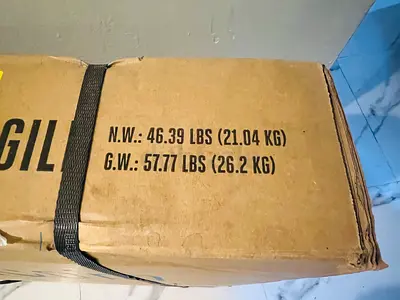 GIL
N.W.: 46.39 LBS (21.04 KG)
G.W.: 57.77 LBS (26.2 KG)